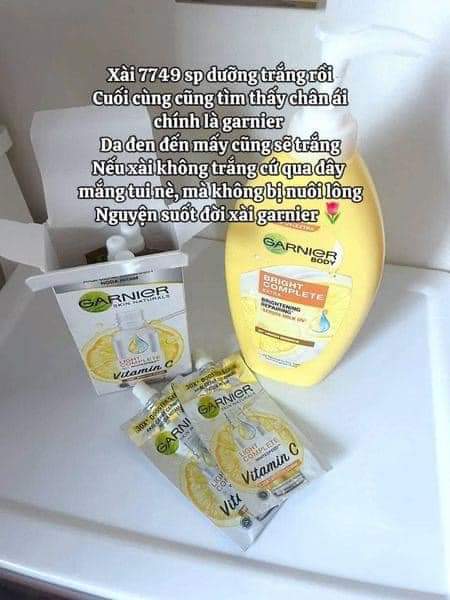 Xài 7749 sp dưỡng trắng rồi
Cuối cùng cũng tìm thấy chân ái
chính là garnier
Da đen đến mấy cũng sẽ trắng
Nếu xài không trắng cứ qua đây
mắng tui nè, mà không bị nuôi lông
Nguyện suốt đời xài garnier 🌷
GARNIER
BODY
BRIGHT
COMPLETE
BRIGHTENING
REPAIRING
GARNIER
SKIN NATURALS
LIGHT
COMPLETE
Vitamin C
GARNIER
GARNIER
LIGHT
COMPLETE
Vitamin C